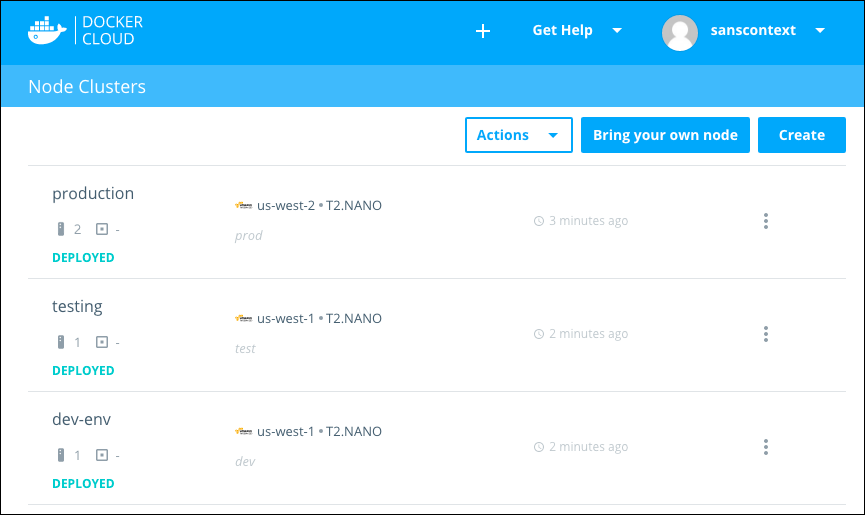 DOCKER
CLOUD
+
Get Help
sanscontext
Node Clusters
Actions
Bring your own node
Create
production
2 -
DEPLOYED
us-west-2 • T2.NANO
prod
3 minutes ago
testing
1 -
DEPLOYED
us-west-1 • T2.NANO
test
2 minutes ago
dev-env
1 -
DEPLOYED
us-west-1 • T2.NANO
dev
2 minutes ago